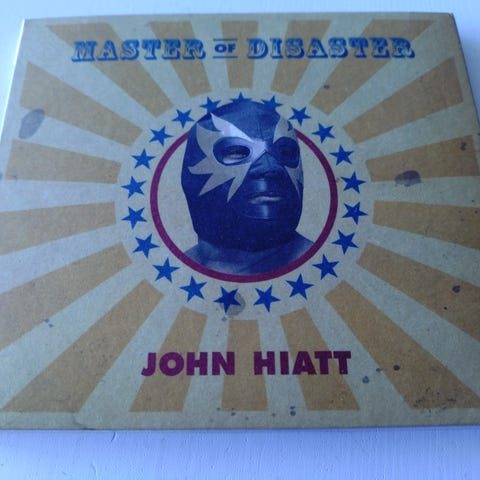 MASTER OF DISASTER
JOHN HIATT